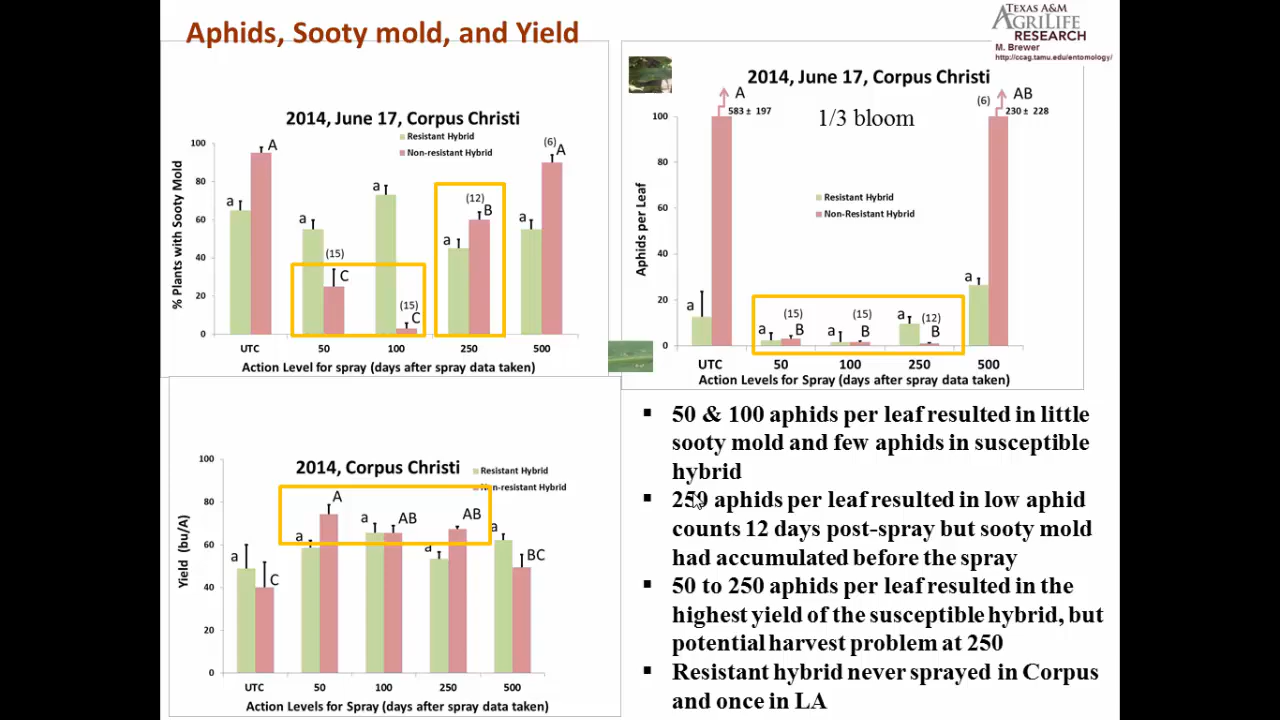 Aphids, Sooty mold, and Yield
TEXAS A&M
AGRILIFE
RESEARCH
M. Brewer
http://ccag.tamu.edu/entomology/
2014, June 17, Corpus Christi
Resistant Hybrid
Non-resistant Hybrid
% Plants with Sooty Mold
100
80
60
40
20
0
a
A
a
(15)
C
a
(15)
C
a
(12)
B
a
(6)
A
UTC
50
100
250
500
Action Level for spray (days after spray data taken)
2014, June 17, Corpus Christi
1/3 bloom
Resistant Hybrid
Non-Resistant Hybrid
Aphids per Leaf
100
80
60
40
20
0
a
A
583 ± 197
a
(15)
B
a
(15)
B
a
(12)
B
a
(6)
AB
230 ± 228
UTC
50
100
250
500
Action Levels for Spray (days after spray data taken)
2014, Corpus Christi
Resistant Hybrid
Non-resistant Hybrid
Yield (bu/A)
100
80
60
40
20
0
a
C
a
A
a
AB
a
AB
a
BC
UTC
50
100
250
500
Action Levels for Spray (days after spray data taken)
▪ 50 & 100 aphids per leaf resulted in little
sooty mold and few aphids in susceptible
hybrid
▪ 250 aphids per leaf resulted in low aphid
counts 12 days post-spray but sooty mold
had accumulated before the spray
▪ 50 to 250 aphids per leaf resulted in the
highest yield of the susceptible hybrid, but
potential harvest problem at 250
▪ Resistant hybrid never sprayed in Corpus
and once in LA